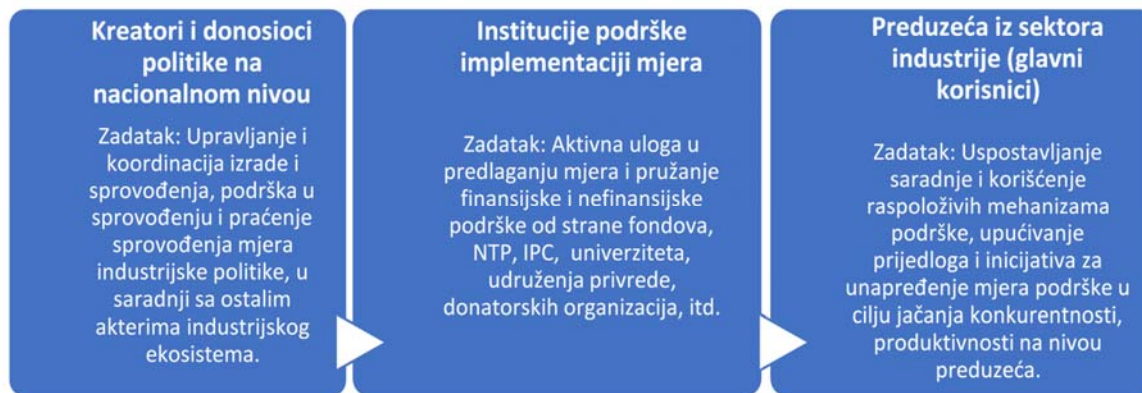 Kreatori i donosioci
politike na
nacionalnom nivou
Zadatak: Upravljanje i
koordinacija izrade i
sprovođenja, podrška u
sprovođenju i praćenje
sprovođenja mjera
industrijske politike, u
saradnji sa ostalim
akterima industrijskog
ekosistema.
Institucije podrške
implementaciji mjera
Zadatak: Aktivna uloga u
predlaganju mjera i pružanje
finansijske i nefinansijske
podrške od strane fondova,
NTP, IPC, univerziteta,
udruženja privrede,
donatorskih organizacija, itd.
Preduzeća iz sektora
industrije (glavni
korisnici)
Zadatak: Uspostavljanje
saradnje i korišćenje
raspoloživih mehanizama
podrške, upućivanje
prijedloga i inicijativa za
unapređenje mjera podrške u
cilju jačanja konkurentnosti,
produktivnosti na nivou
preduzeća.